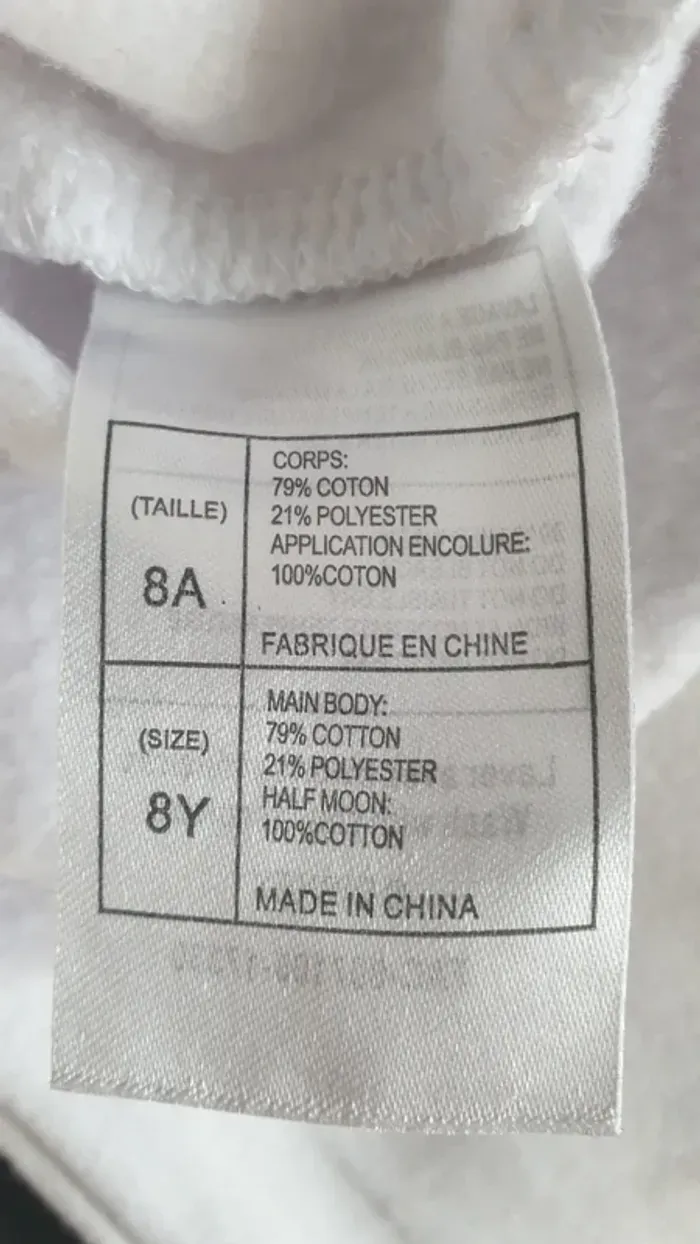 (TAILLE)
8A
CORPS:
79% COTON
21% POLYESTER
APPLICATION ENCOLURE:
100%COTON
FABRIQUE EN CHINE
(SIZE)
8Y
MAIN BODY:
79% COTTON
21% POLYESTER
HALF MOON:
100%COTTON
MADE IN CHINA